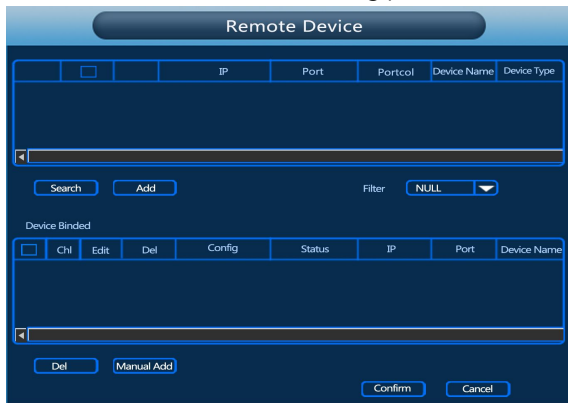 Remote Device
IP Port Portcol Device Name Device Type
Search Add Filter NULL
Device Binded
Chl Edit Del Config Status IP Port Device Name
Del Manual Add
Confirm Cancel